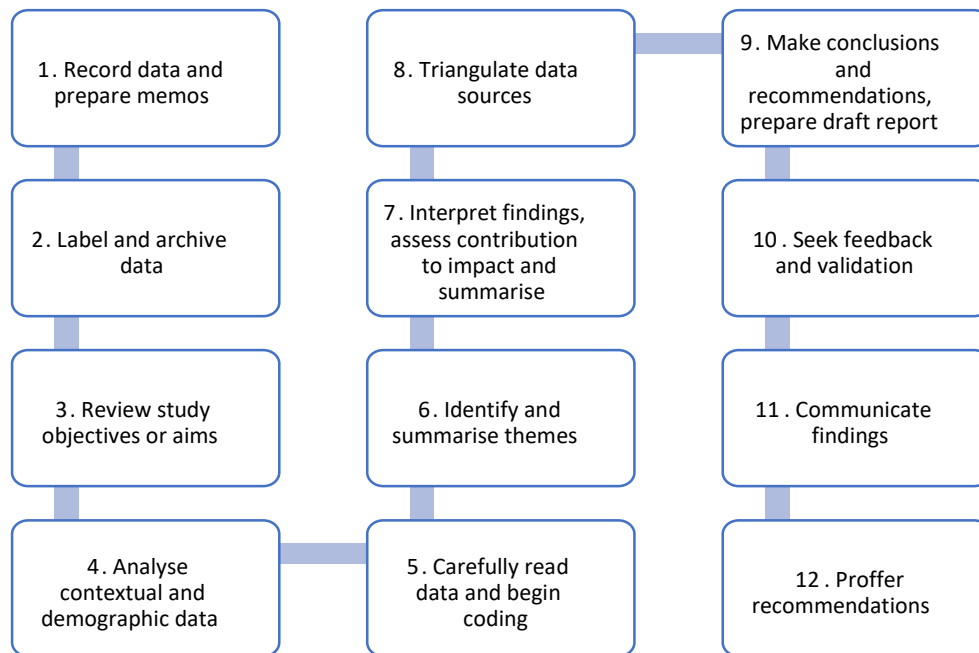 1. Record data and
prepare memos
2. Label and archive
data
3. Review study
objectives or aims
4. Analyse
contextual and
demographic data
5. Carefully read
data and begin
coding
6. Identify and
summarise themes
7. Interpret findings,
assess contribution
to impact and
summarise
8. Triangulate data
sources
9. Make conclusions
and
recommendations,
prepare draft report
10. Seek feedback
and validation
11. Communicate
findings
12. Proffer
recommendations